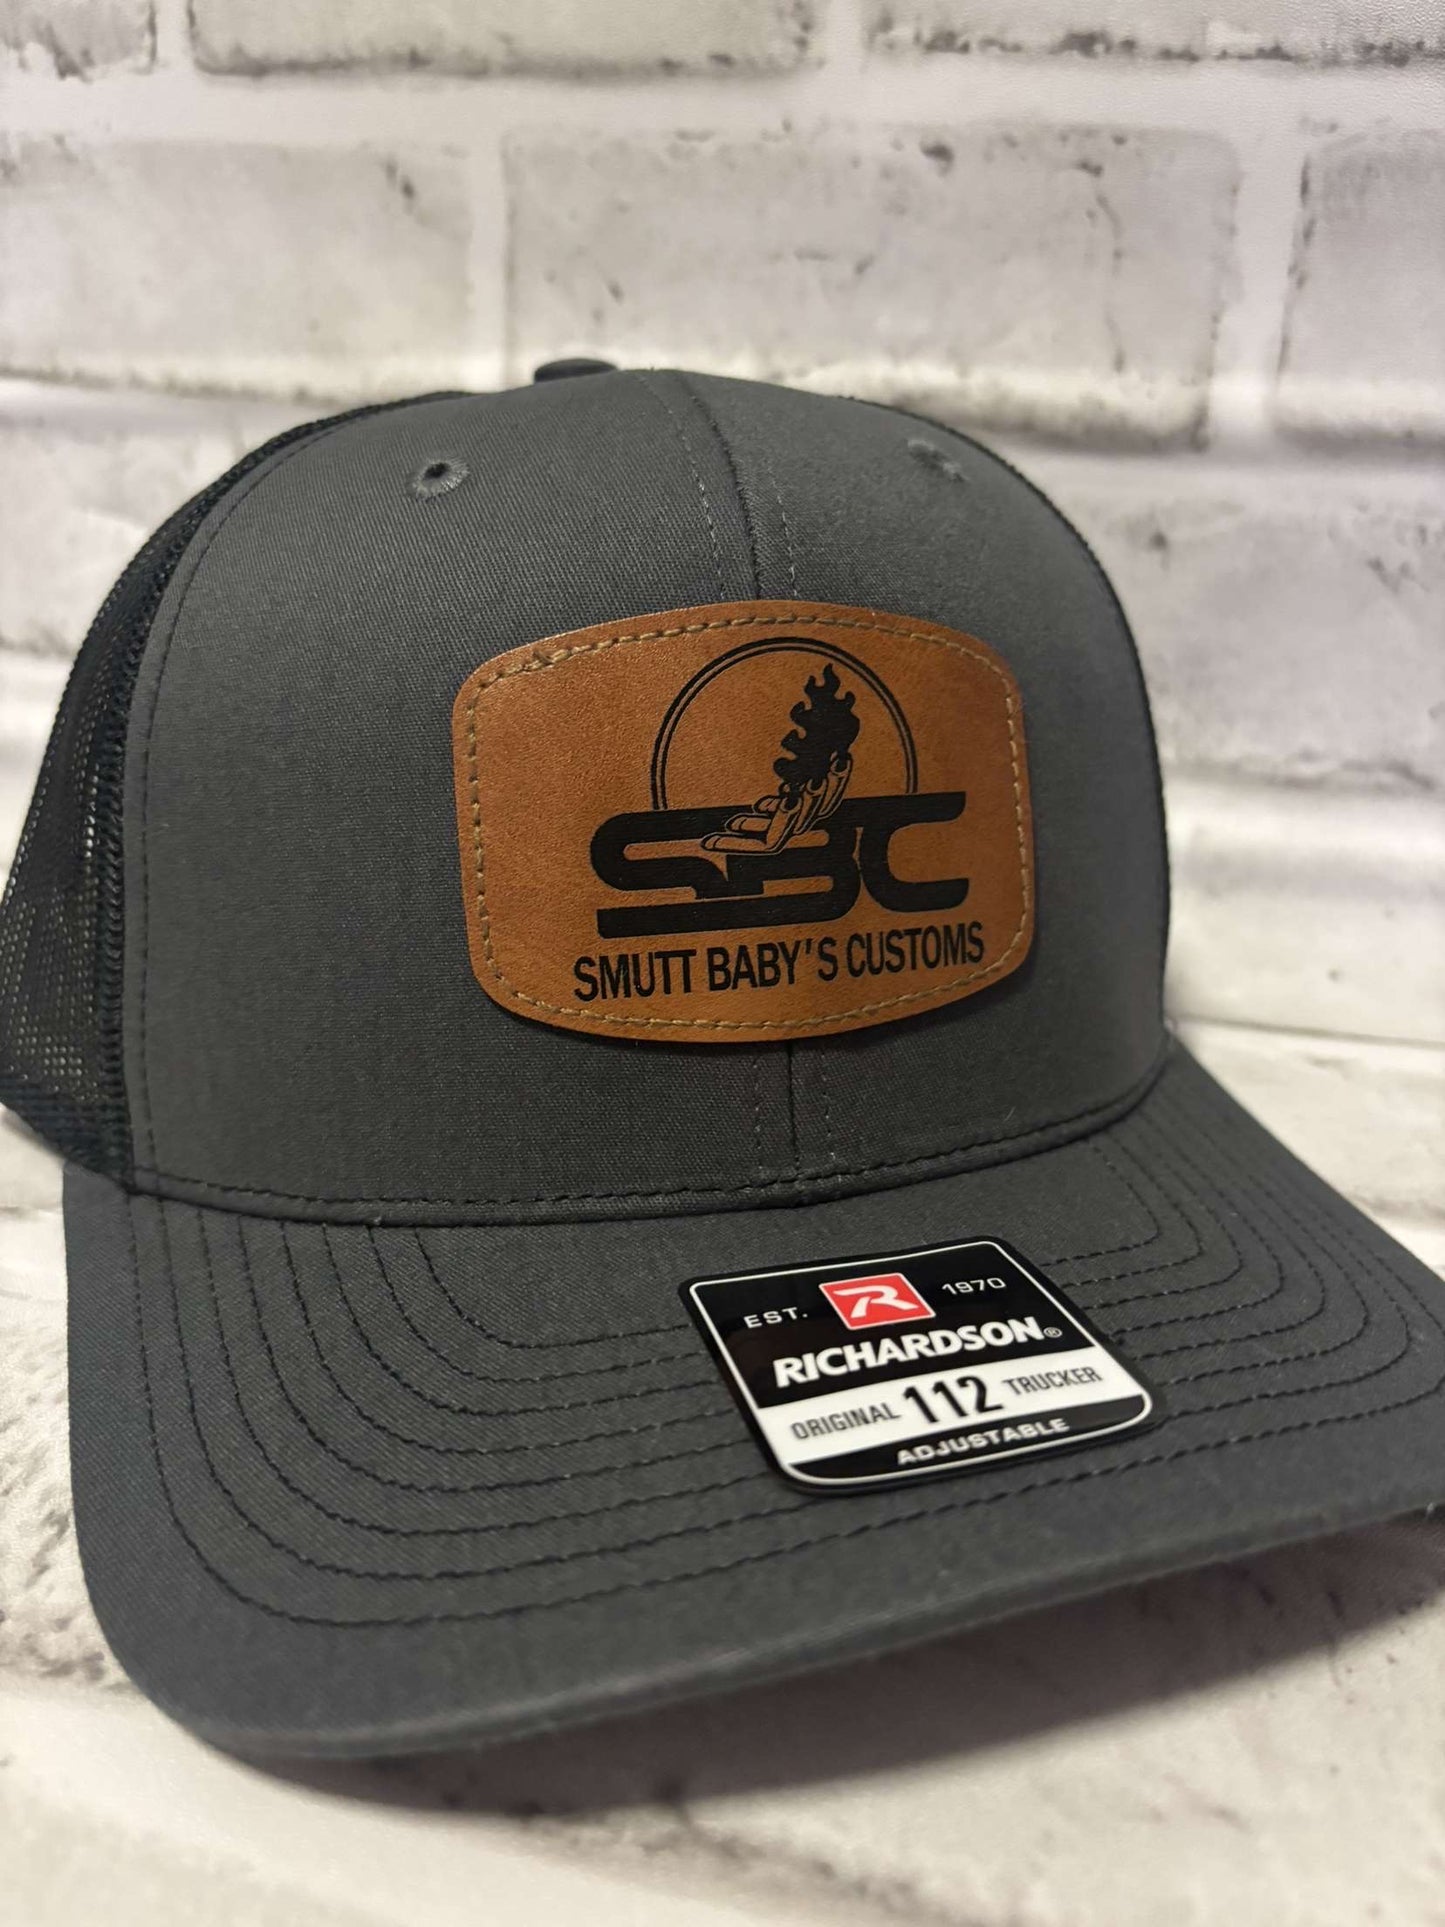 SBC
SMUTT BABY'S CUSTOMS
EST. R 1970
RICHARDSON®
ORIGINAL 112 TRUCKER
ADJUSTABLE